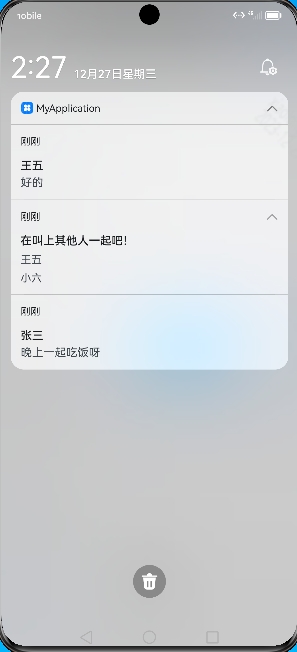 nobile
2:27 12月27日星期三
MyApplication
刚刚
王五
好的
刚刚
在叫上其他人一起吧!
王五
小六
刚刚
张三
晚上一起吃饭呀